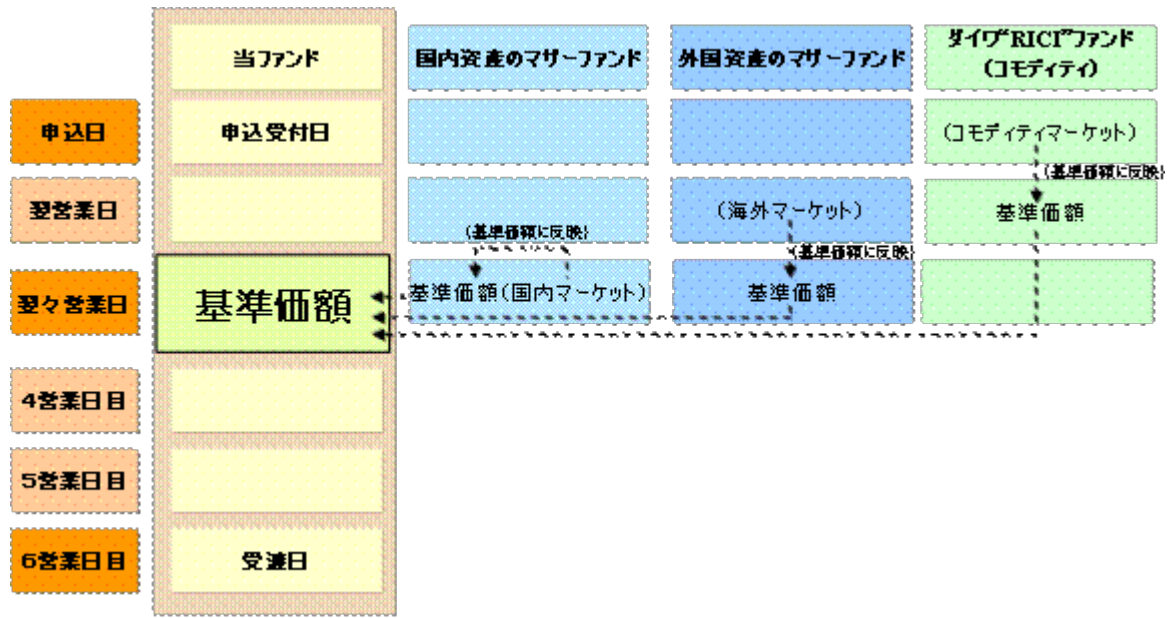 当ファンド
国内資産のマザーファンド
外国資産のマザーファンド
ダイワ“RICI”ファンド
(コモディティ)
申込日
申込受付日
(コモディティマーケット)
(基準価額に反映)
翌営業日
(海外マーケット)
基準価額
(基準価額に反映)
(基準価額に反映)
翌々営業日
基準価額
基準価額(国内マーケット)
基準価額
4営業日目
5営業日目
6営業日目
受渡日